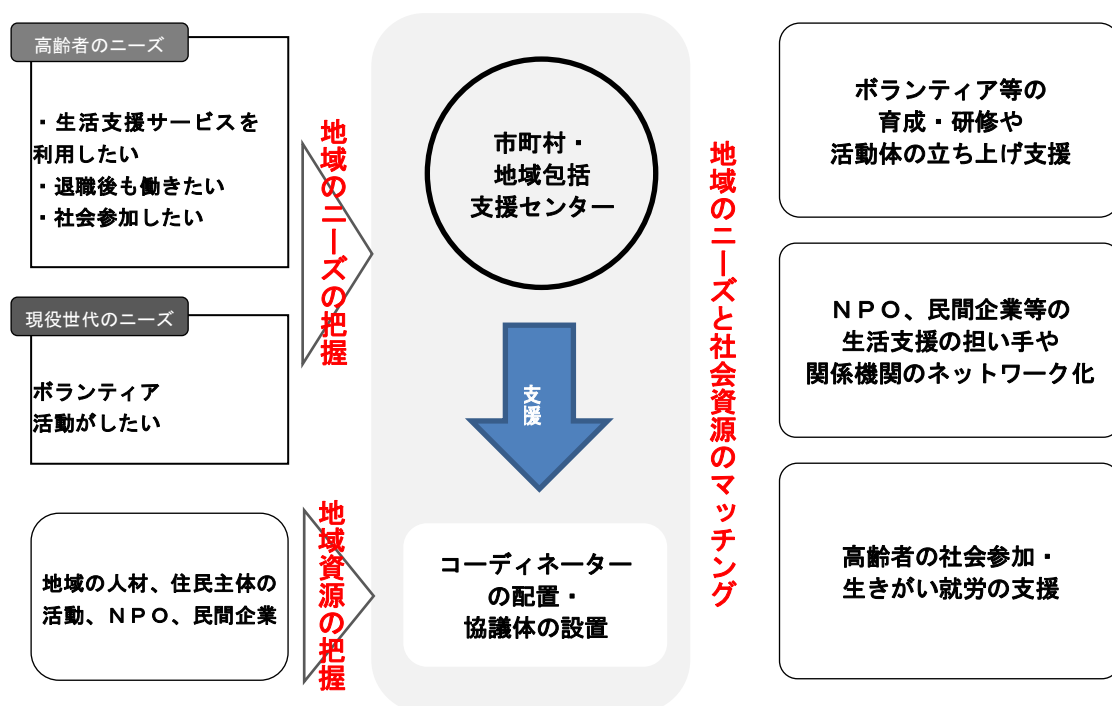 高齢者のニーズ
・生活支援サービスを
利用したい
・退職後も働きたい
・社会参加したい
現役世代のニーズ
ボランティア
活動がしたい
地域の人材、住民主体の
活動、ＮＰＯ、民間企業
地域のニーズの把握
地域資源の把握
市町村・
地域包括
支援センター
支援
コーディネーター
の配置・
協議体の設置
地域のニーズと社会資源のマッチング
ボランティア等の
育成・研修や
活動体の立ち上げ支援
ＮＰＯ、民間企業等の
生活支援の担い手や
関係機関のネットワーク化
高齢者の社会参加・
生きがい就労の支援